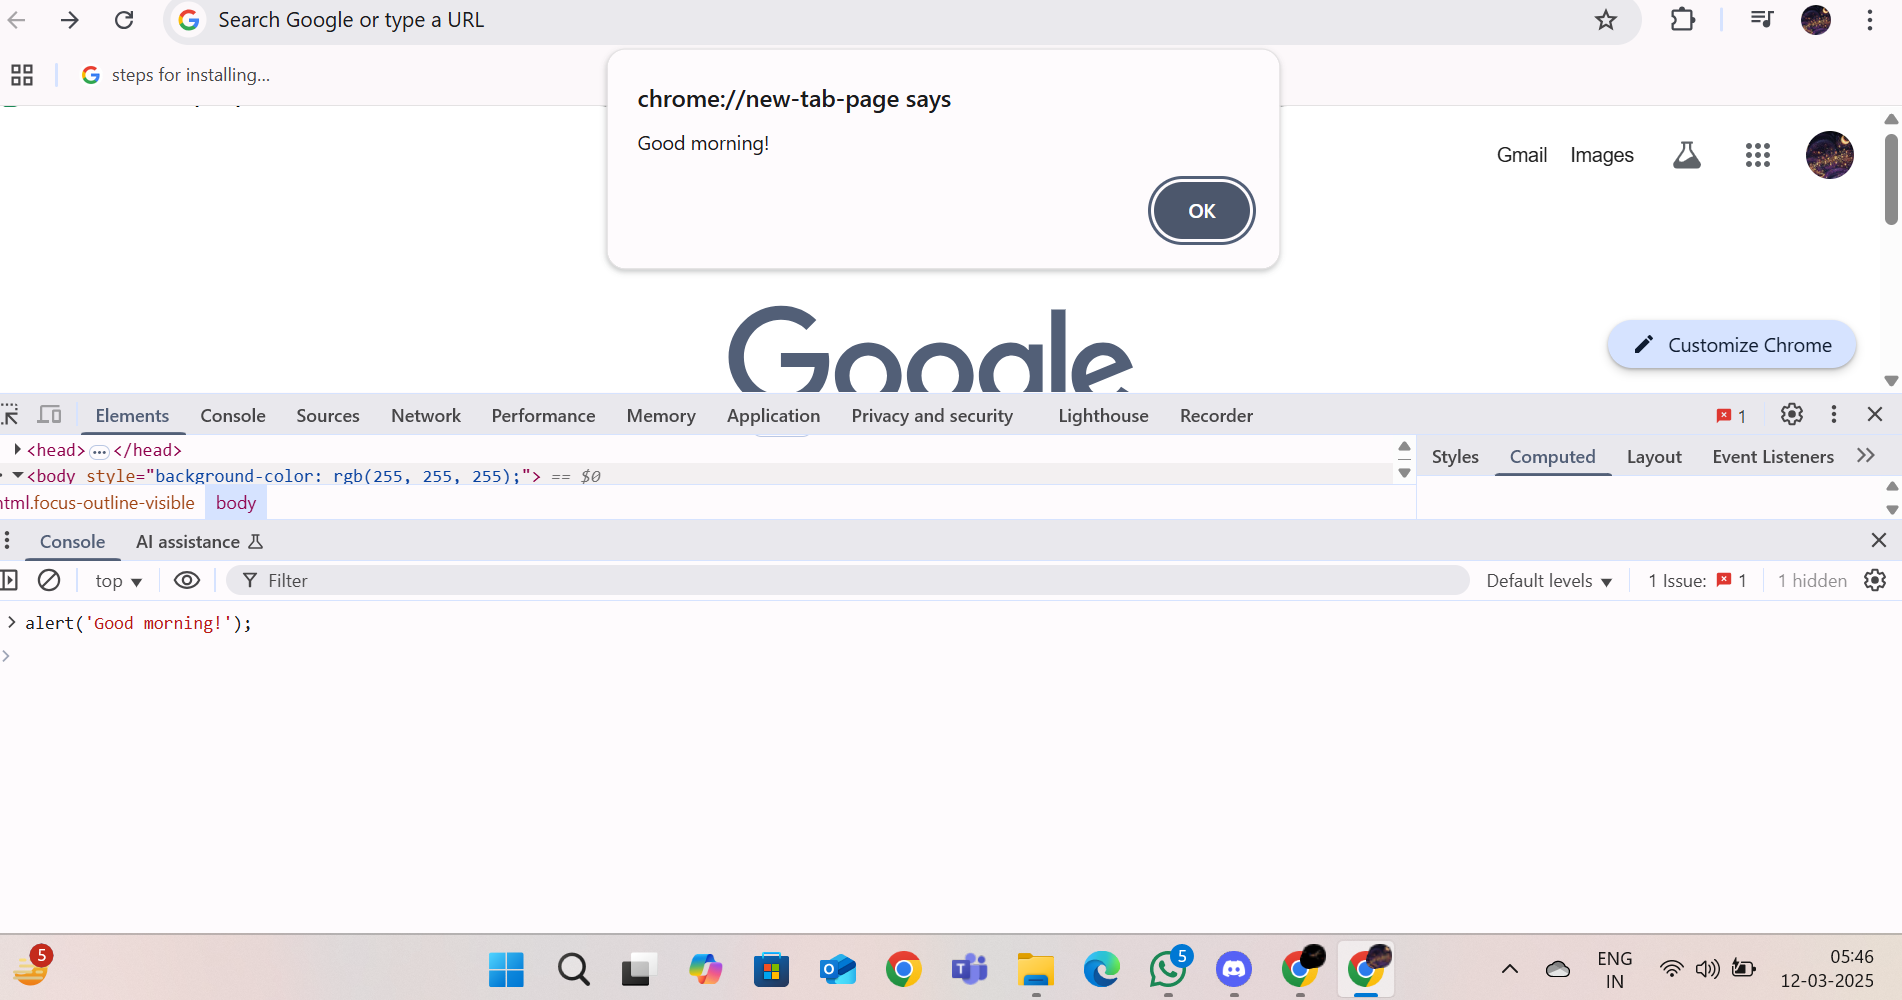 Search Google or type a URL
steps for installing...
chrome://new-tab-page says
Good morning!
OK
Gmail Images
Google
Customize Chrome
Elements Console Sources Network Performance Memory Application Privacy and security Lighthouse Recorder 1
<head> ... </head>
<body style="background-color: rgb(255, 255, 255);"> == $0
Styles Computed Layout Event Listeners
html.focus-outline-visible body
Console AI assistance
top Filter Default levels 1 Issue: 1 1 hidden
alert('Good morning!');
5
5
ENG
IN
05:46
12-03-2025